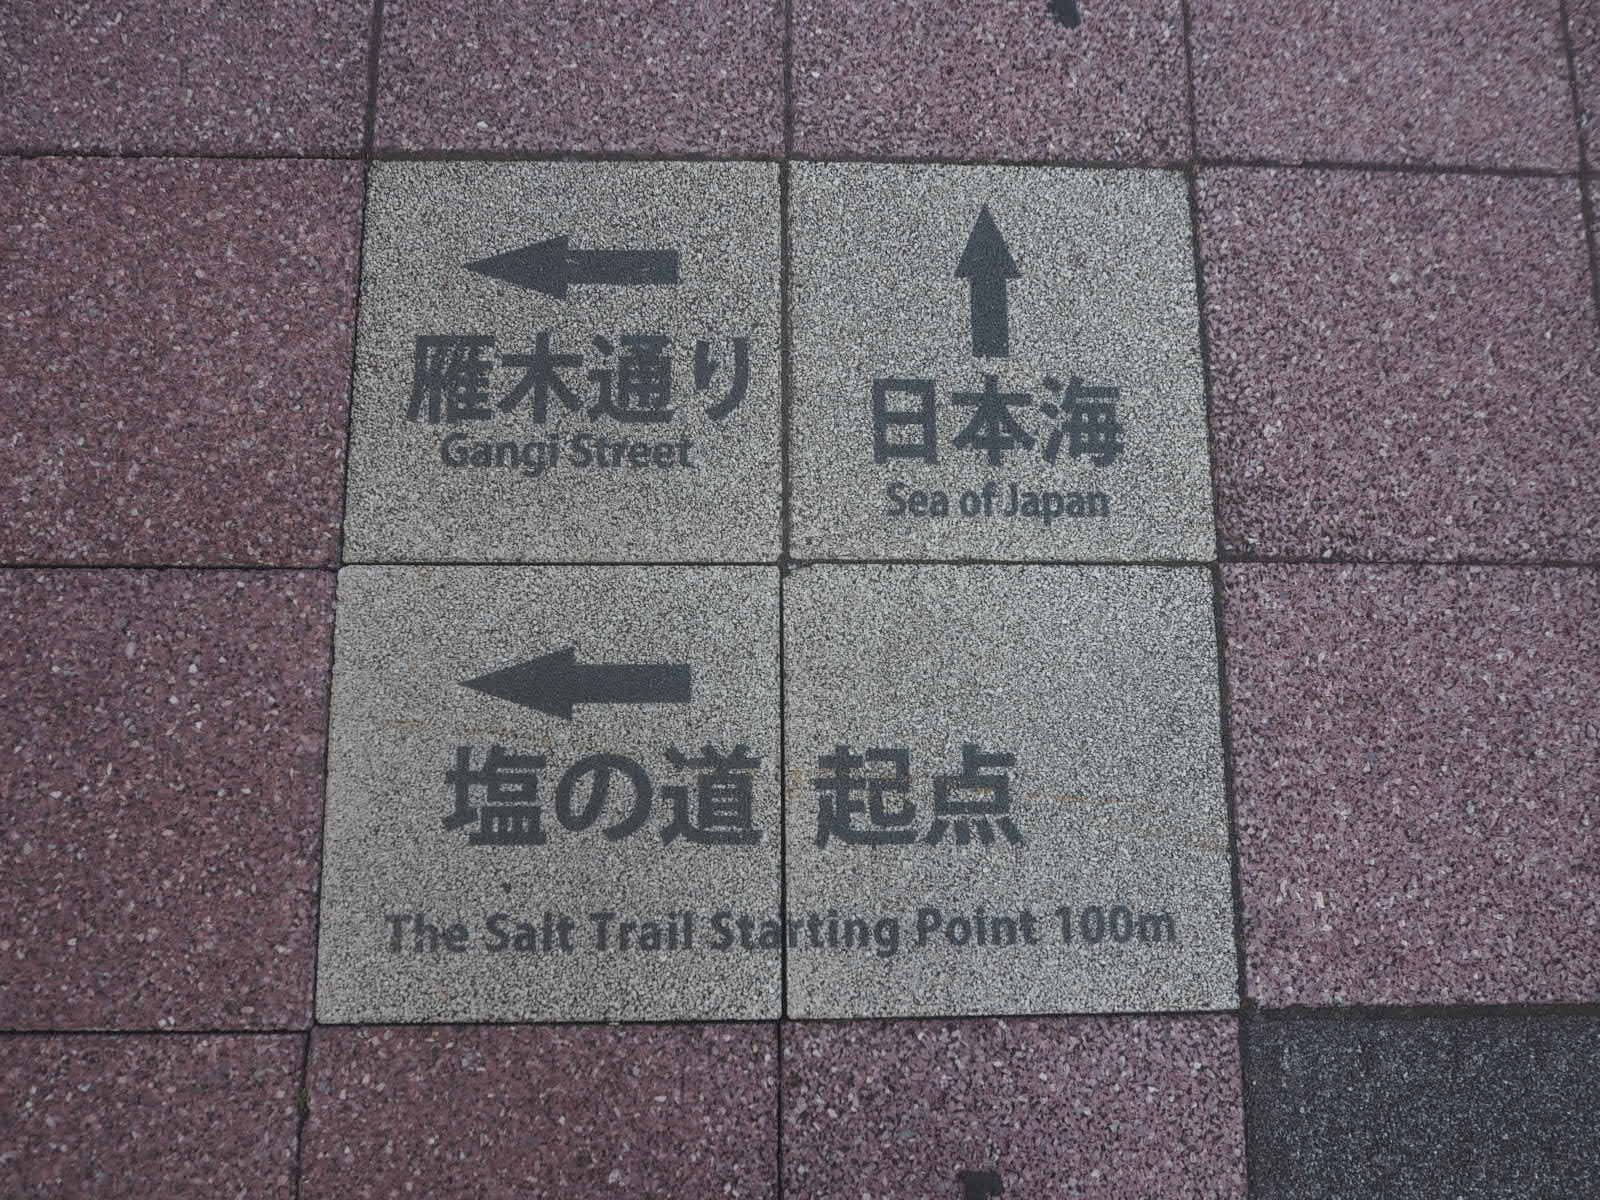 雁木通り
Gangi Street
日本海
Sea of Japan
塩の道 起点
The Salt Trail Starting Point 100m